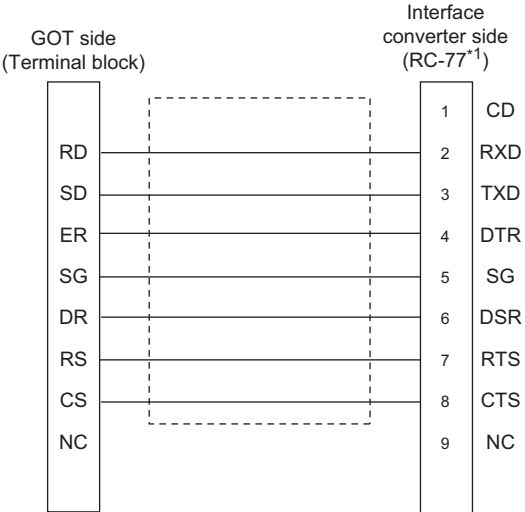 GOT side
(Terminal block)
Interface
converter side
(RC-77*1)
1 CD
RD 2 RXD
SD 3 TXD
ER 4 DTR
SG 5 SG
DR 6 DSR
RS 7 RTS
CS 8 CTS
NC 9 NC